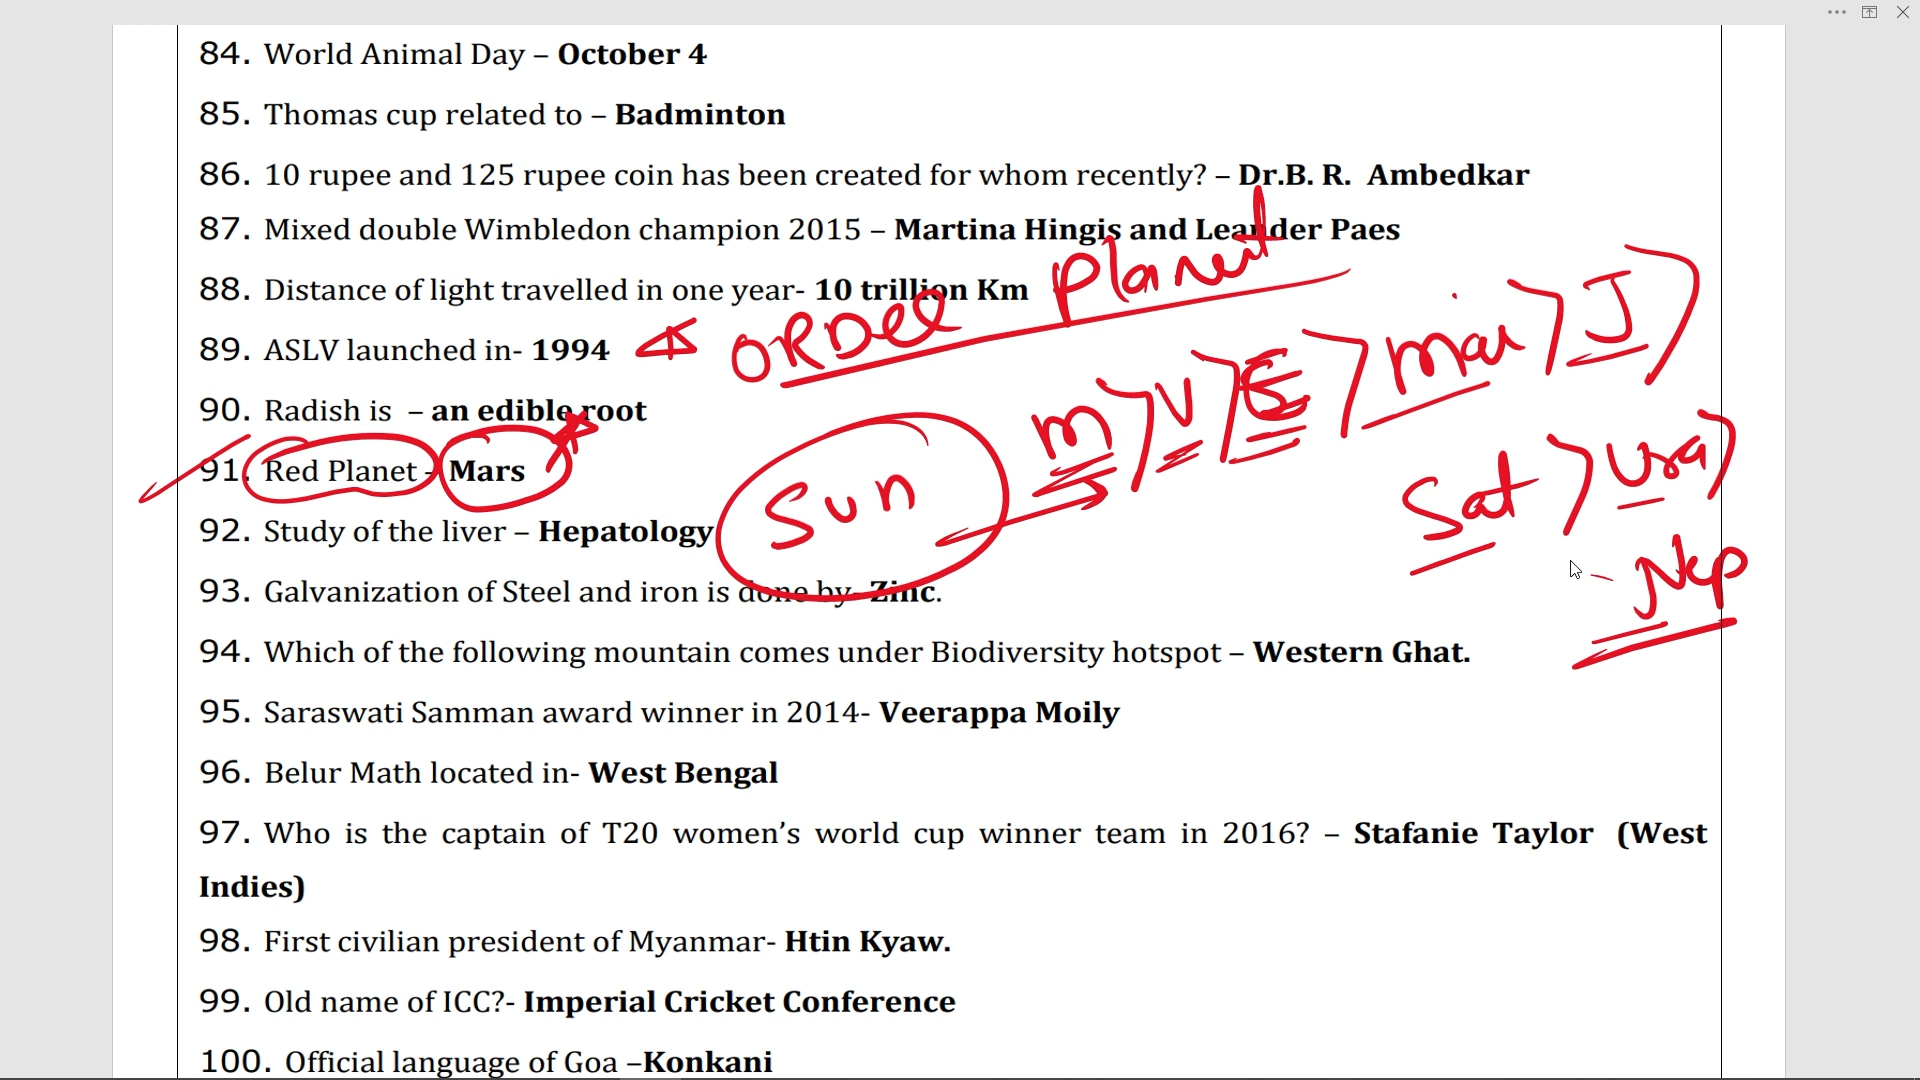 84. World Animal Day – October 4
85. Thomas cup related to – Badminton
86. 10 rupee and 125 rupee coin has been created for whom recently? – Dr.B. R. Ambedkar
87. Mixed double Wimbledon champion 2015 – Martina Hingis and Leander Paes
88. Distance of light travelled in one year- 10 trillion Km
Planet
89. ASLV launched in- 1994
ORDER
M > V > E > Mar > J >
90. Radish is – an edible root
91. Red Planet – Mars
Sun
Sat > Ura >
92. Study of the liver – Hepatology
Nep
93. Galvanization of Steel and iron is done by- Zinc.
94. Which of the following mountain comes under Biodiversity hotspot – Western Ghat.
95. Saraswati Samman award winner in 2014- Veerappa Moily
96. Belur Math located in- West Bengal
97. Who is the captain of T20 women’s world cup winner team in 2016? – Stafanie Taylor (West
Indies)
98. First civilian president of Myanmar- Htin Kyaw.
99. Old name of ICC?- Imperial Cricket Conference
100. Official language of Goa –Konkani